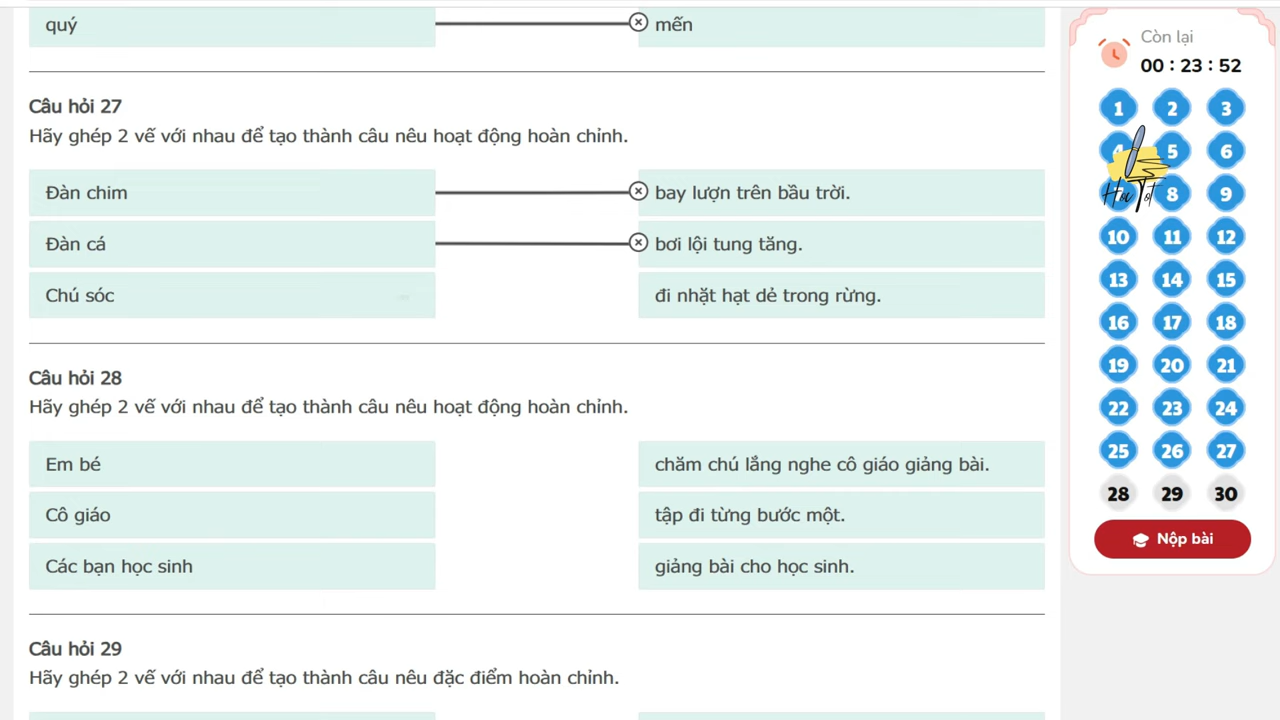 quý
mến
Còn lại
00 : 23 : 52
Câu hỏi 27
Hãy ghép 2 vế với nhau để tạo thành câu nêu hoạt động hoàn chỉnh.
Đàn chim
bay lượn trên bầu trời.
Đàn cá
bơi lội tung tăng.
Chú sóc
đi nhặt hạt dẻ trong rừng.
Câu hỏi 28
Hãy ghép 2 vế với nhau để tạo thành câu nêu hoạt động hoàn chỉnh.
Em bé
chăm chú lắng nghe cô giáo giảng bài.
Cô giáo
tập đi từng bước một.
Các bạn học sinh
giảng bài cho học sinh.
Câu hỏi 29
Hãy ghép 2 vế với nhau để tạo thành câu nêu đặc điểm hoàn chỉnh.
1 2 3
4 5 6
8 9
10 11 12
13 14 15
16 17 18
19 20 21
22 23 24
25 26 27
28 29 30
Nộp bài